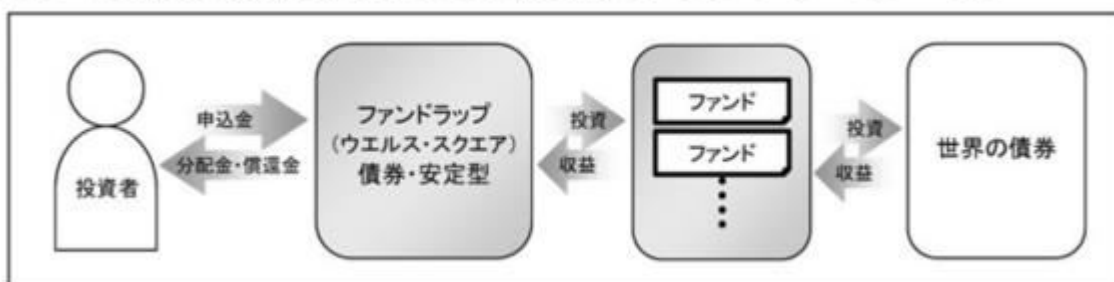 申込金
分配金・償還金
投資者
ファンドラップ
(ウエルス・スクエア)
債券・安定型
投資
収益
ファンド
ファンド
投資
収益
世界の債券